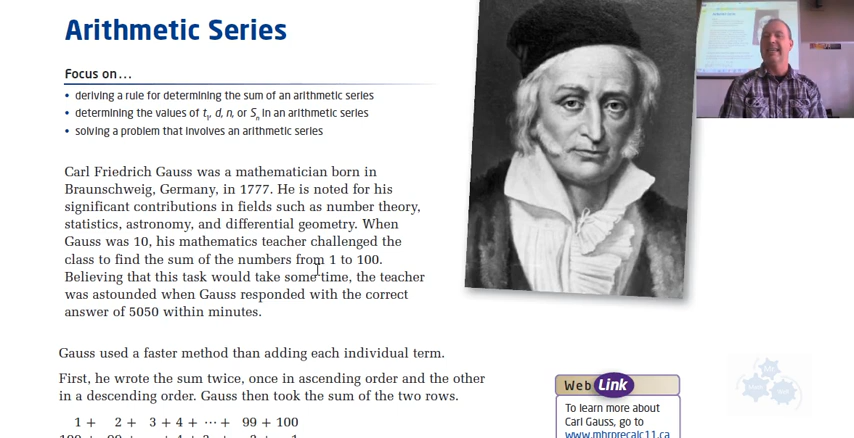 Arithmetic Series
Focus on...
• deriving a rule for determining the sum of an arithmetic series
• determining the values of t₁, d, n, or Sₙ in an arithmetic series
• solving a problem that involves an arithmetic series
Carl Friedrich Gauss was a mathematician born in
Braunschweig, Germany, in 1777. He is noted for his
significant contributions in fields such as number theory,
statistics, astronomy, and differential geometry. When
Gauss was 10, his mathematics teacher challenged the
class to find the sum of the numbers from 1 to 100.
Believing that this task would take some time, the teacher
was astounded when Gauss responded with the correct
answer of 5050 within minutes.
Gauss used a faster method than adding each individual term.
First, he wrote the sum twice, once in ascending order and the other
in a descending order. Gauss then took the sum of the two rows.
1 + 2 + 3 + 4 + ⋯ + 99 + 100
Web Link
To learn more about
Carl Gauss, go to
www.mhrprecalc11.ca